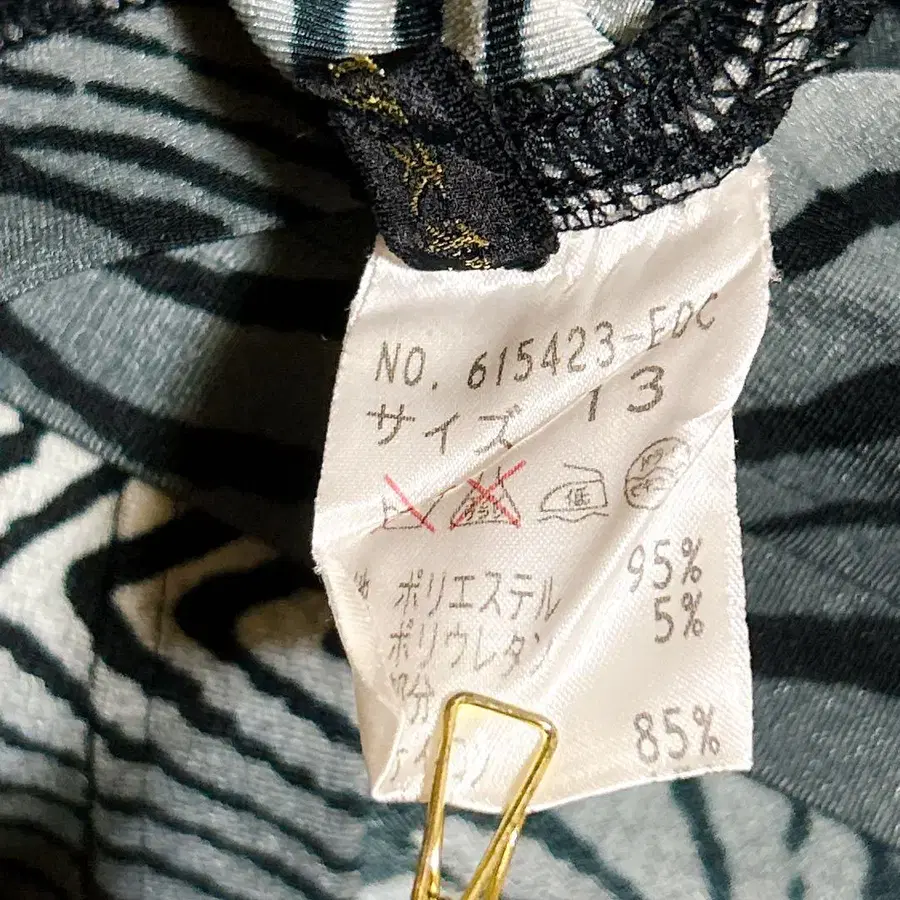 NO. 615423-EDC
サイズ 13
低
ポリエステル 95%
ポリウレタン 5%
分
85%